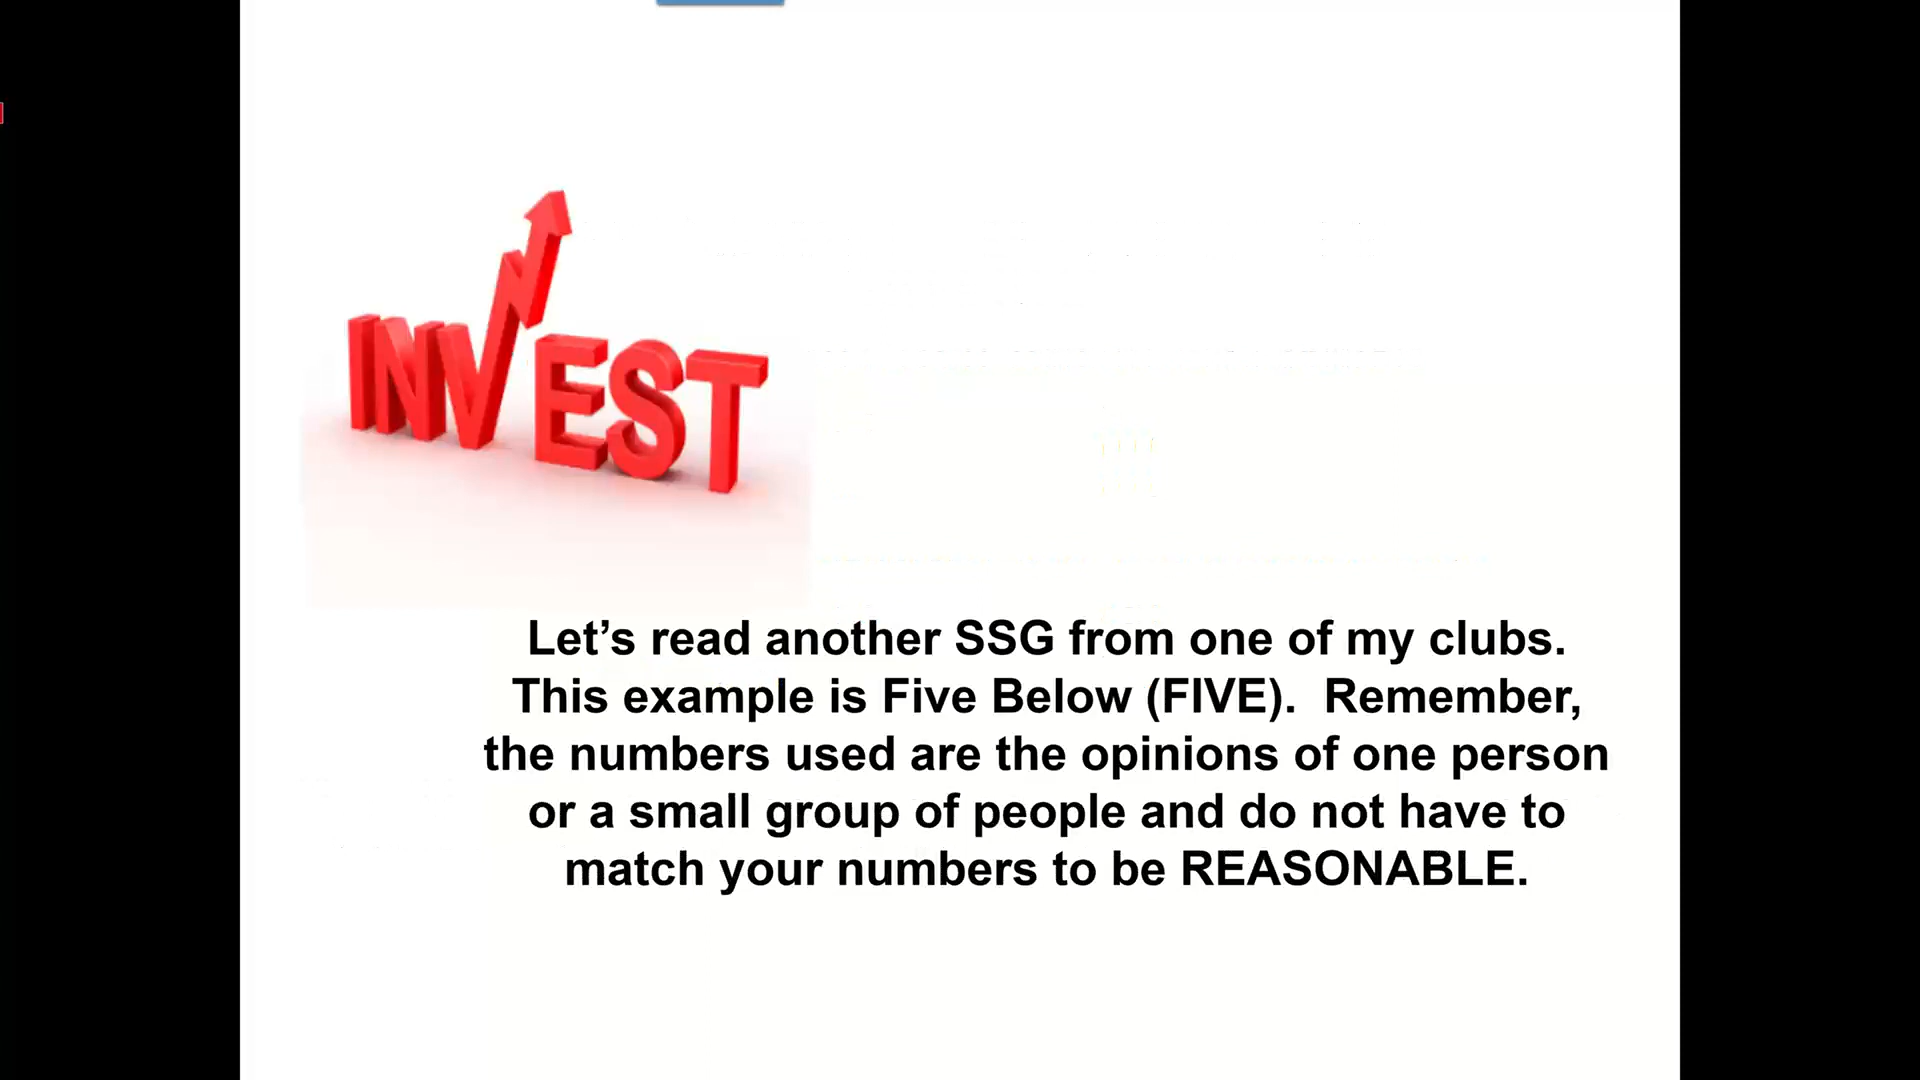 INVEST
Let’s read another SSG from one of my clubs.
This example is Five Below (FIVE).  Remember,
the numbers used are the opinions of one person
or a small group of people and do not have to
match your numbers to be REASONABLE.